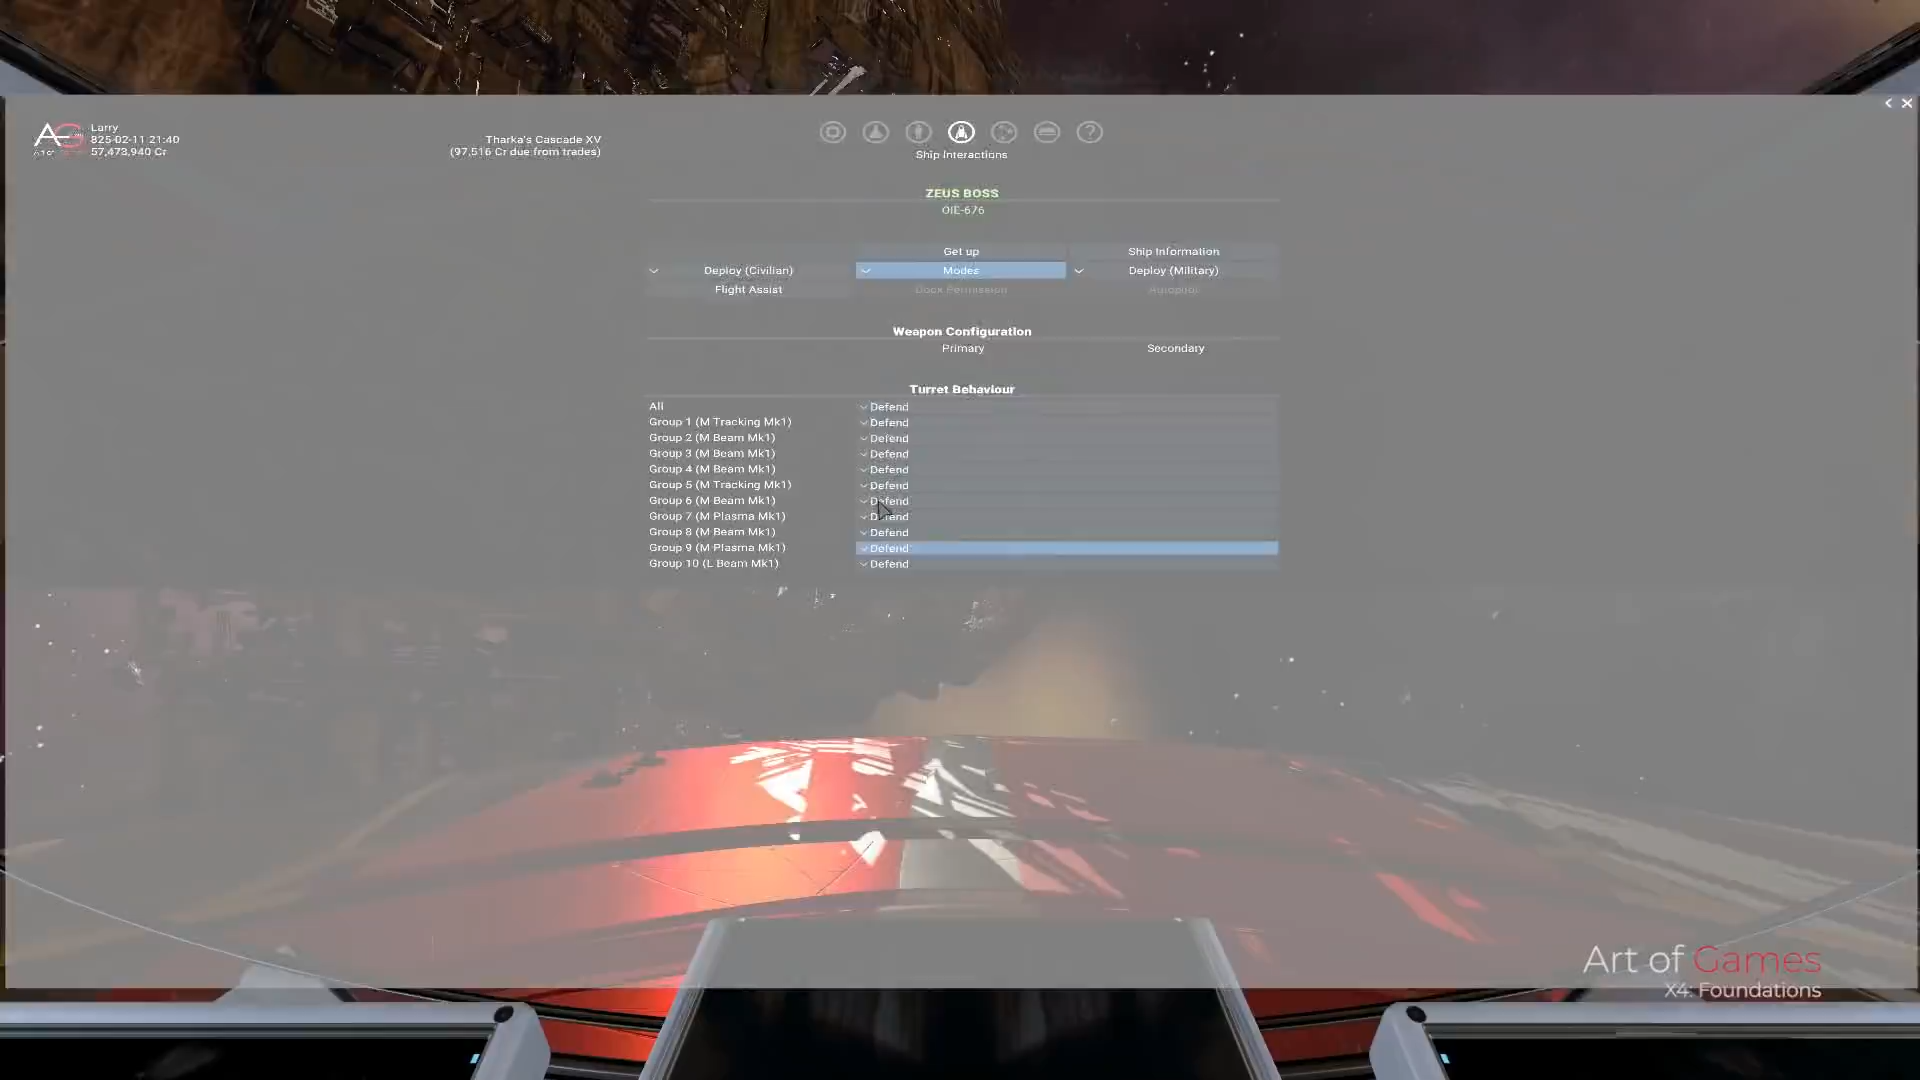 Larry
825-02-11 21:40
57,473,940 Cr
Tharka's Cascade XV
(97,516 Cr due from trades)
Ship Interactions
ZEUS BOSS
OIE-676
Get up
Ship Information
Deploy (Civilian)
Modes
Deploy (Military)
Flight Assist
Dock Permission
Autopilot
Weapon Configuration
Primary
Secondary
Turret Behaviour
All
Defend
Group 1 (M Tracking Mk1)
Defend
Group 2 (M Beam Mk1)
Defend
Group 3 (M Beam Mk1)
Defend
Group 4 (M Beam Mk1)
Defend
Group 5 (M Tracking Mk1)
Defend
Group 6 (M Beam Mk1)
Defend
Group 7 (M Plasma Mk1)
Defend
Group 8 (M Beam Mk1)
Defend
Group 9 (M Plasma Mk1)
Defend
Group 10 (L Beam Mk1)
Defend
Art of Games
X4: Foundations